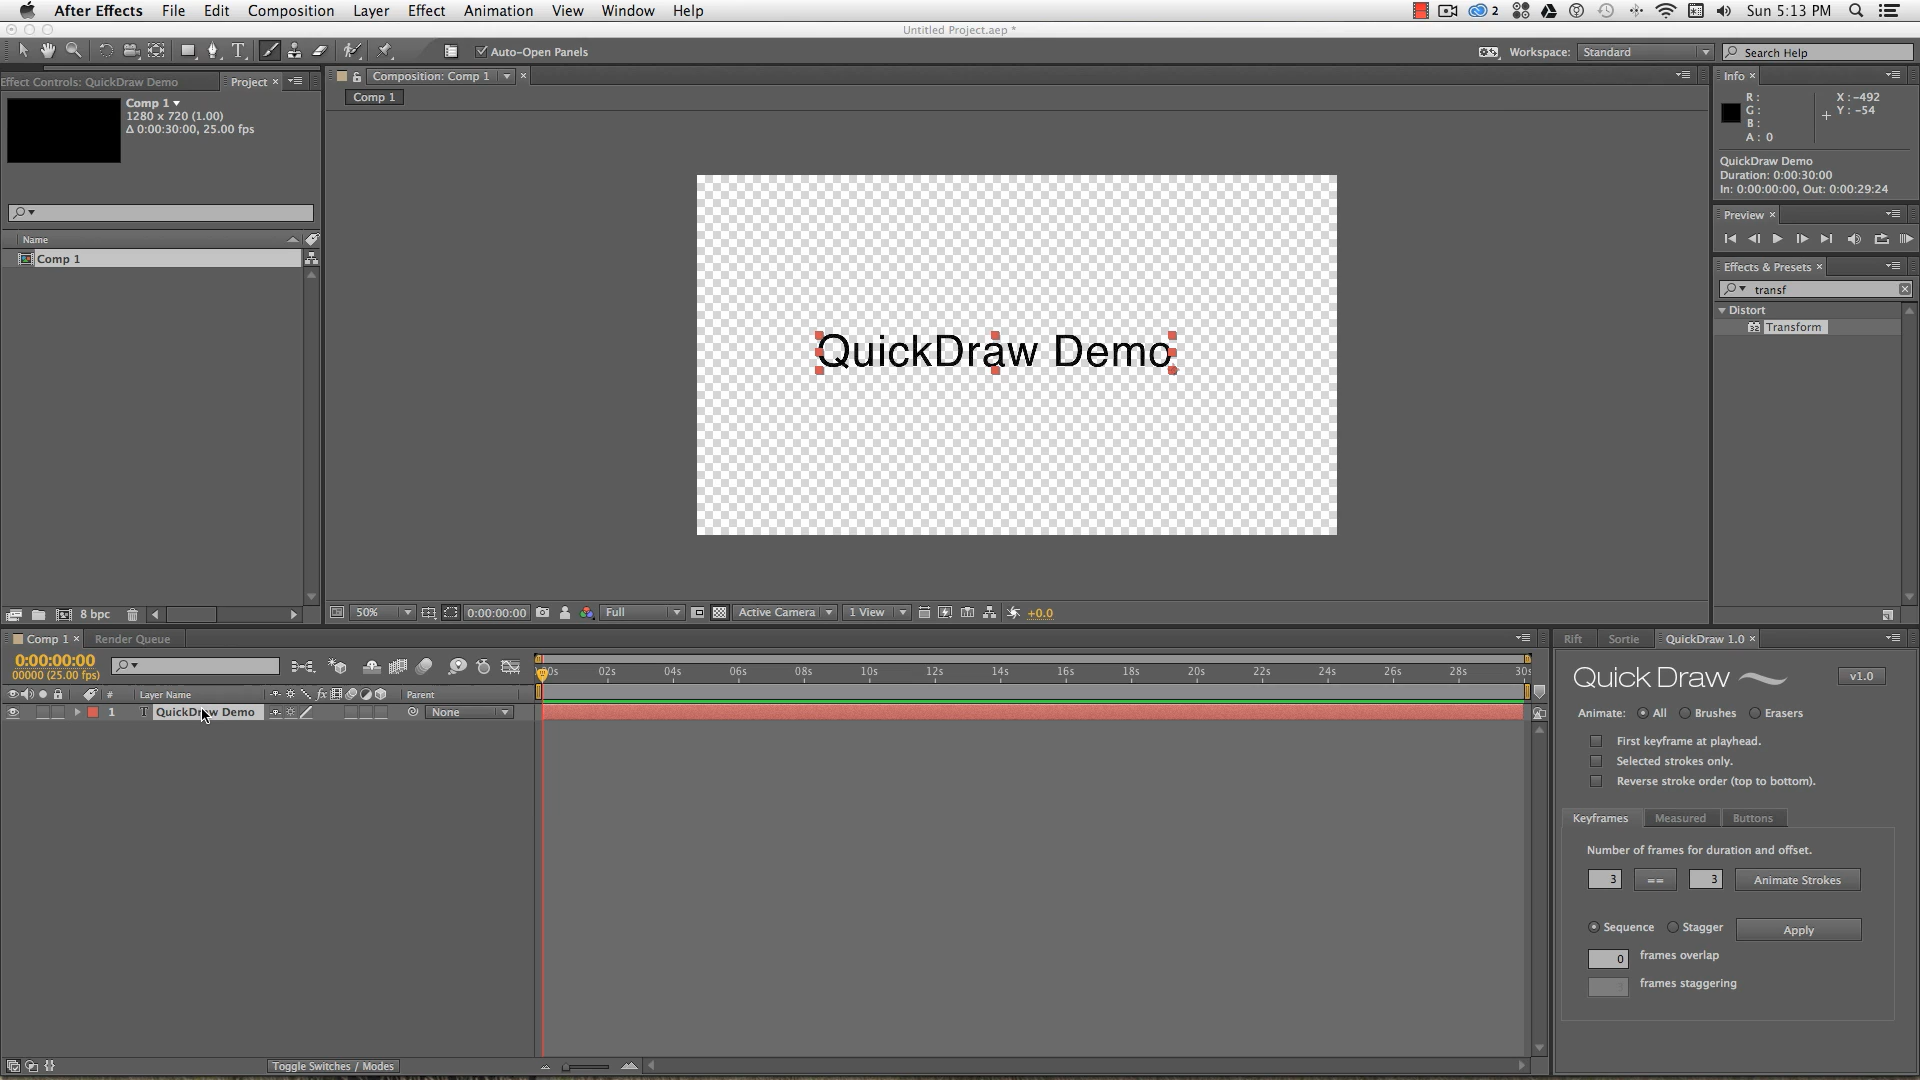 After Effects File Edit Composition Layer Effect Animation View Window Help 2 Sun 5:13 PM
Untitled Project.aep *
Auto-Open Panels Workspace: Standard Search Help
Effect Controls: QuickDraw Demo Project Composition: Comp 1 Info
Comp 1
1280 x 720 (1.00)
Δ 0:00:30:00, 25.00 fps
Comp 1
R:
G:
B:
A: 0
X: -492
Y: -54
QuickDraw Demo
Duration: 0:00:30:00
In: 0:00:00:00, Out: 0:00:29:24
Preview
Name
Comp 1
Effects & Presets
transf
Distort
32 Transform
QuickDraw Demo
8 bpc 50% 0:00:00:00 Full Active Camera 1 View +0.0
Comp 1 Render Queue
0:00:00:00
00000 (25.00 fps)
00s 02s 04s 06s 08s 10s 12s 14s 16s 18s 20s 22s 24s 26s 28s 30s
# Layer Name fx Parent
1 T QuickDraw Demo None
Toggle Switches / Modes
Rift Sortie QuickDraw 1.0
Quick Draw v1.0
Animate: All Brushes Erasers
First keyframe at playhead.
Selected strokes only.
Reverse stroke order (top to bottom).
Keyframes Measured Buttons
Number of frames for duration and offset.
3 == 3 Animate Strokes
Sequence Stagger Apply
0 frames overlap
frames staggering